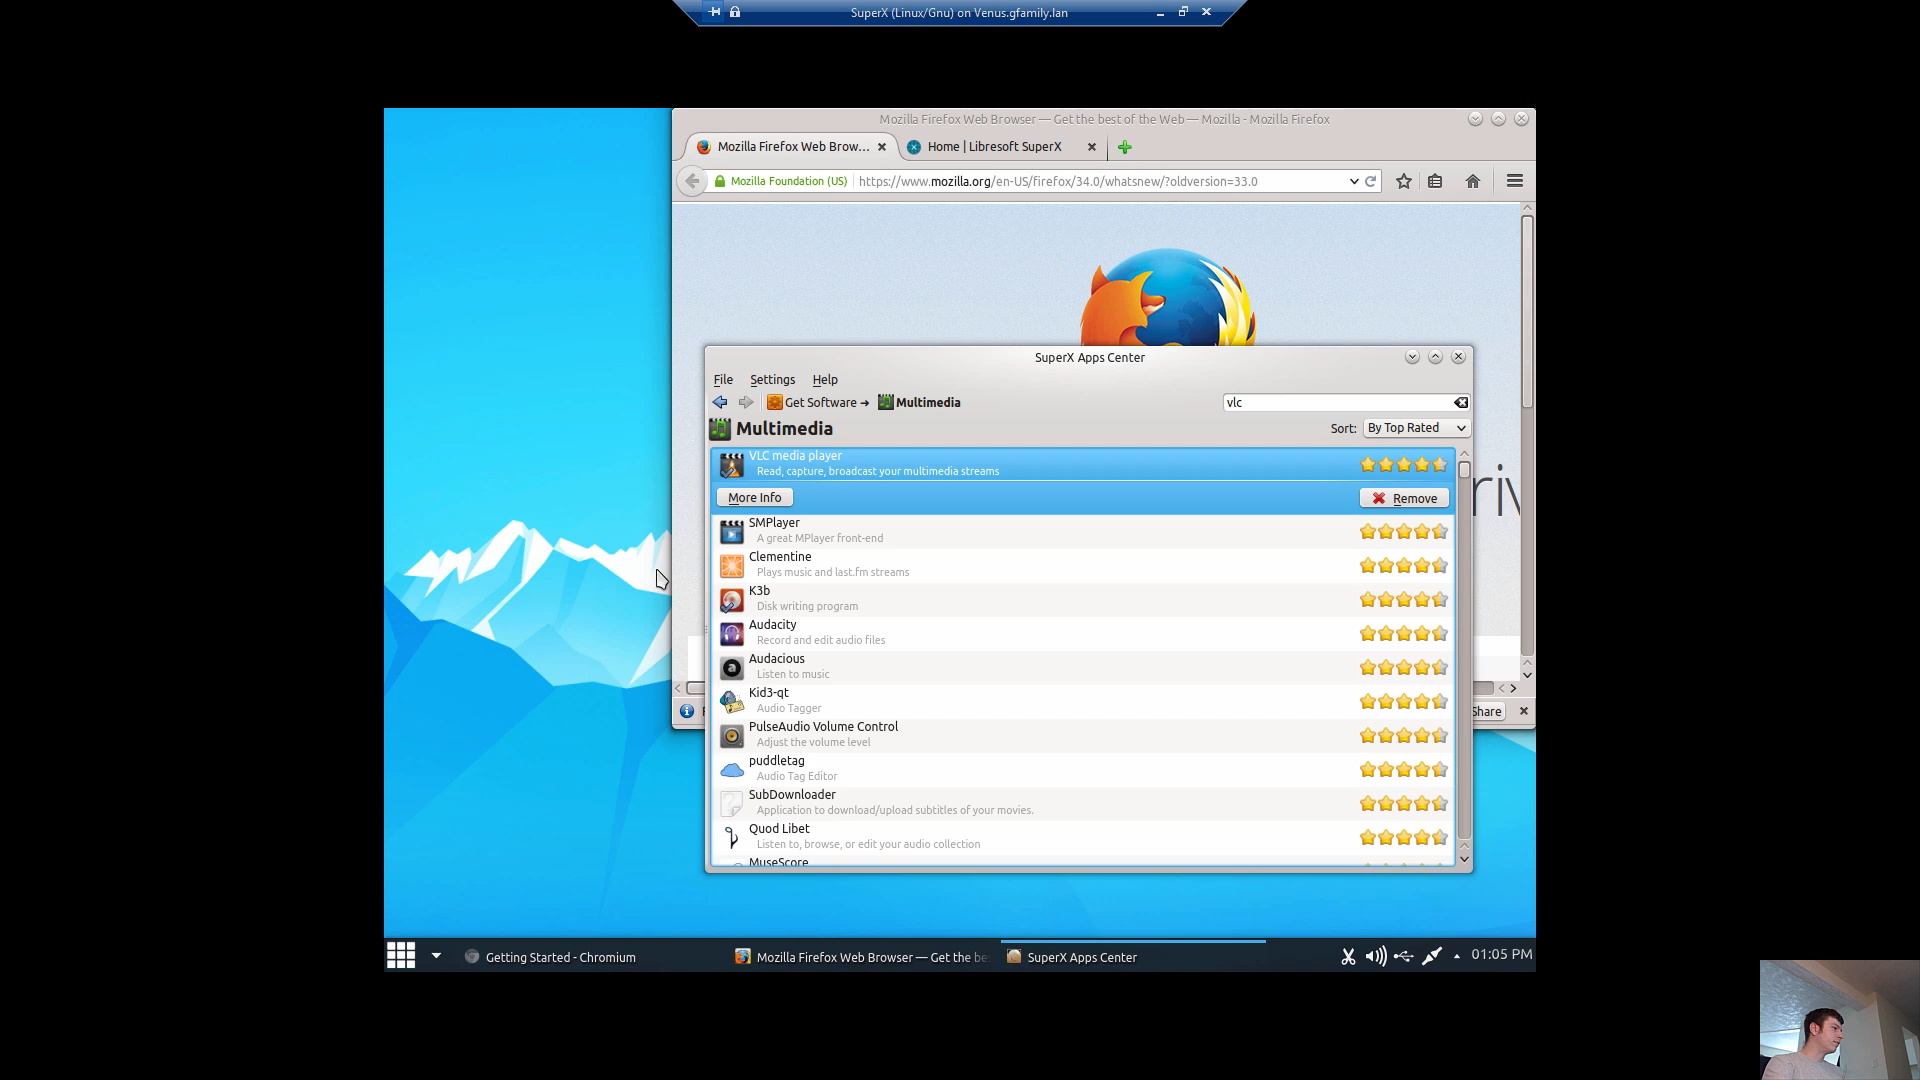 SuperX (Linux/Gnu) on Venus.gfamily.lan
Mozilla Firefox Web Browser — Get the best of the Web — Mozilla - Mozilla Firefox
Mozilla Firefox Web Brow... Home | Libresoft SuperX
Mozilla Foundation (US) https://www.mozilla.org/en-US/firefox/34.0/whatsnew/?oldversion=33.0
SuperX Apps Center
File Settings Help
Get Software → Multimedia vlc
Multimedia Sort: By Top Rated
VLC media player
Read, capture, broadcast your multimedia streams
More Info Remove
SMPlayer
A great MPlayer front-end
Clementine
Plays music and last.fm streams
K3b
Disk writing program
Audacity
Record and edit audio files
Audacious
Listen to music
Kid3-qt
Audio Tagger
Share
PulseAudio Volume Control
Adjust the volume level
puddletag
Audio Tag Editor
SubDownloader
Application to download/upload subtitles of your movies.
Quod Libet
Listen to, browse, or edit your audio collection
MuseScore
Getting Started - Chromium Mozilla Firefox Web Browser — Get the be SuperX Apps Center 01:05 PM